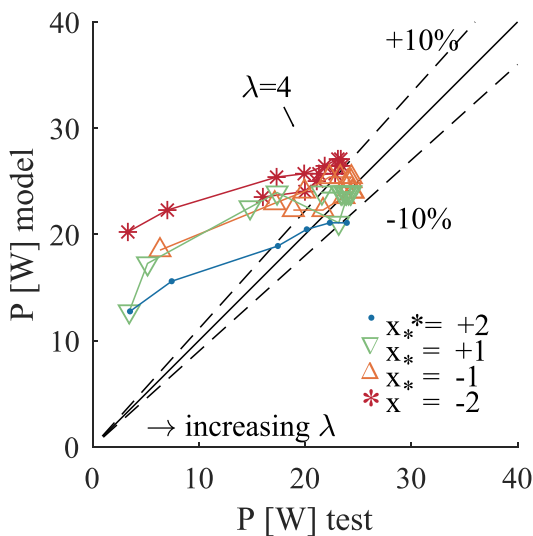 40
30
20
10
0
0
10
20
30
40
P [W] model
P [W] test
+10%
λ=4
-10%
x** = +2
x* = +1
x* = -1
x = -2
→ increasing λ